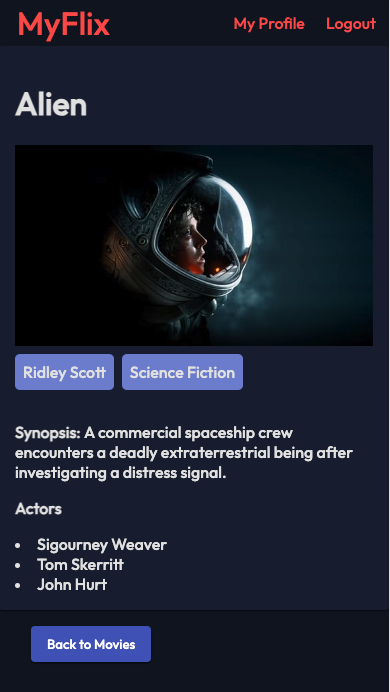 MyFlix
My Profile
Logout
Alien
Ridley Scott
Science Fiction
Synopsis: A commercial spaceship crew
encounters a deadly extraterrestrial being after
investigating a distress signal.
Actors
Sigourney Weaver
Tom Skerritt
John Hurt
Back to Movies